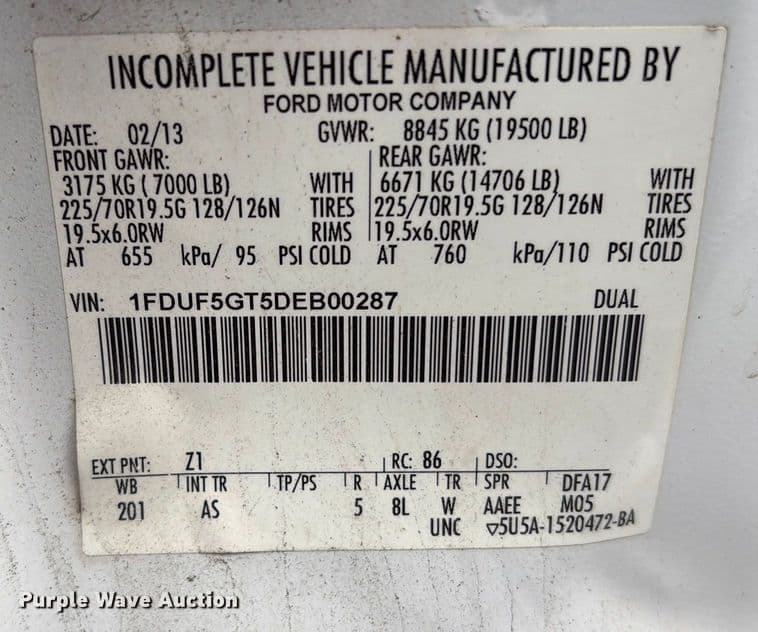 INCOMPLETE VEHICLE MANUFACTURED BY
FORD MOTOR COMPANY
DATE: 02/13 GVWR: 8845 KG (19500 LB)
FRONT GAWR: REAR GAWR:
3175 KG ( 7000 LB) WITH 6671 KG (14706 LB) WITH
225/70R19.5G 128/126N TIRES 225/70R19.5G 128/126N TIRES
19.5x6.0RW RIMS 19.5x6.0RW RIMS
AT 655 kPa/ 95 PSI COLD AT 760 kPa/110 PSI COLD
VIN: 1FDUF5GT5DEB00287 DUAL
EXT PNT: Z1 RC: 86 DSO:
WB INT TR TP/PS R AXLE TR SPR DFA17
201 AS 5 8L W AAEE M05
UNC ▽5U5A-1520472-BA
Purple Wave Auction